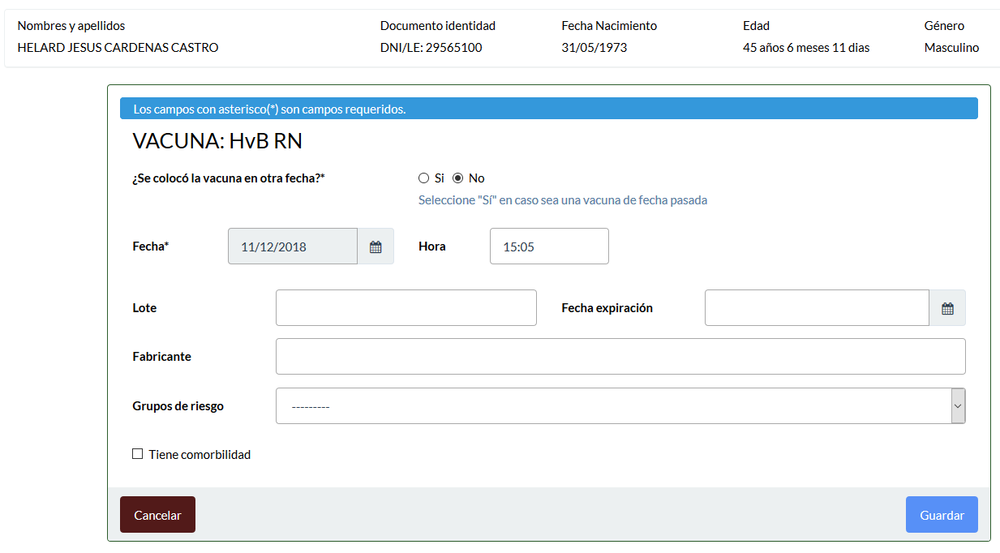 Nombres y apellidos Documento identidad Fecha Nacimiento Edad Género
HELARD JESUS CARDENAS CASTRO DNI/LE: 29565100 31/05/1973 45 años 6 meses 11 dias Masculino
Los campos con asterisco(*) son campos requeridos.
VACUNA: HvB RN
¿Se colocó la vacuna en otra fecha?* Si No
Seleccione "Sí" en caso sea una vacuna de fecha pasada
Fecha* 11/12/2018 Hora 15:05
Lote Fecha expiración
Fabricante
Grupos de riesgo ---------
Tiene comorbilidad
Cancelar Guardar